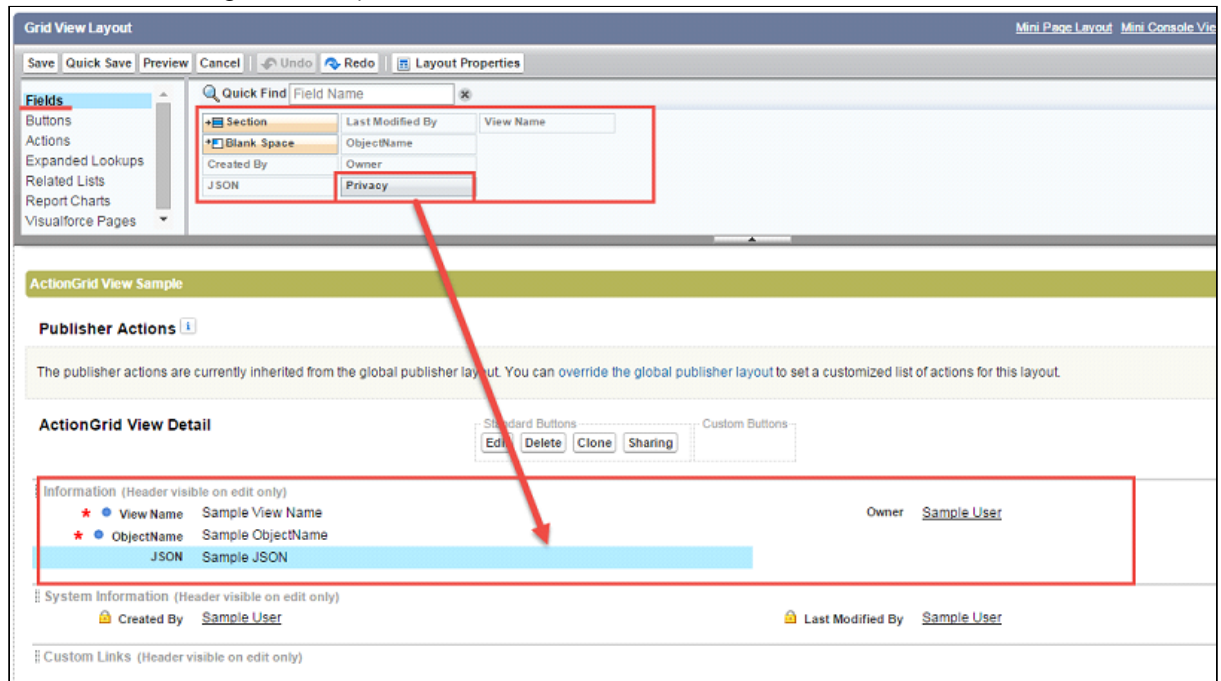 Grid View Layout Mini Page Layout Mini Console Vie
Save Quick Save Preview Cancel Undo Redo Layout Properties
Fields
Buttons
Actions
Expanded Lookups
Related Lists
Report Charts
Visualforce Pages
Quick Find Field Name
Section Last Modified By View Name
Blank Space ObjectName
Created By Owner
JSON Privacy
ActionGrid View Sample
Publisher Actions i
The publisher actions are currently inherited from the global publisher layout. You can override the global publisher layout to set a customized list of actions for this layout.
ActionGrid View Detail
Standard Buttons Custom Buttons
Edit Delete Clone Sharing
Information (Header visible on edit only)
* View Name Sample View Name Owner Sample User
* ObjectName Sample ObjectName
JSON Sample JSON
System Information (Header visible on edit only)
Created By Sample User Last Modified By Sample User
Custom Links (Header visible on edit only)